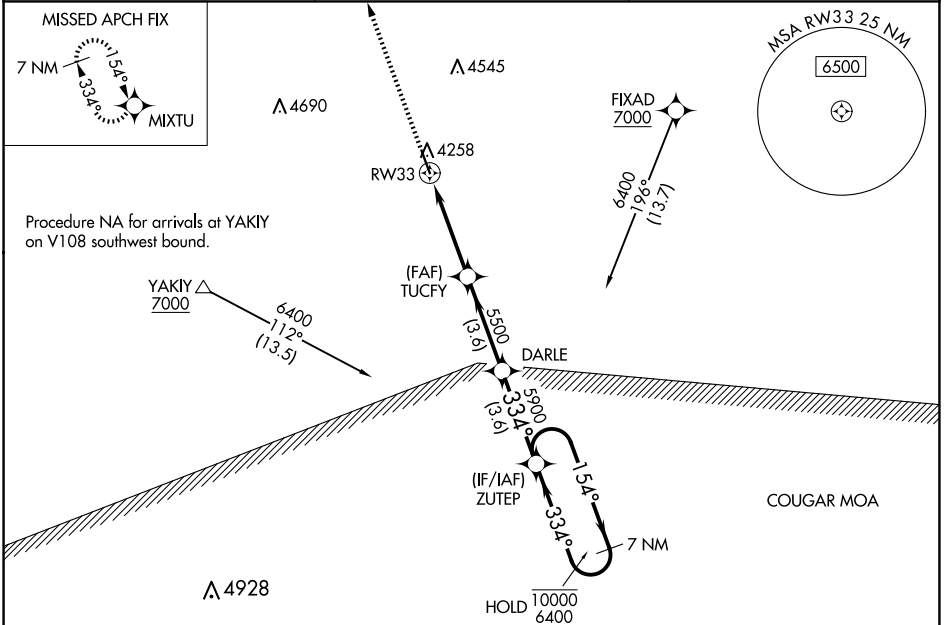 MISSED APCH FIX
7 NM
154°
334°
MIXTU
4690
4545
4258
RW33
FIXAD
7000
6400
196°
(13.7)
MSA RW33 25 NM
6500
Procedure NA for arrivals at YAKIY
on V108 southwest bound.
YAKIY
7000
6400
112°
(13.5)
(FAF)
TUCFY
5500
(3.6)
DARLE
5900
334°
(3.6)
(IF/IAF)
ZUTEP
154°
334°
7 NM
HOLD
10000
6400
COUGAR MOA
4928